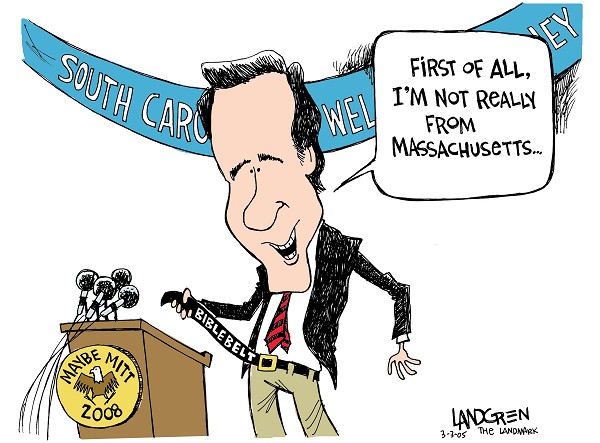 SOUTH CARO WEL EY
FIRST OF ALL,
I'M NOT REALLY
FROM
MASSACHUSETTS...
BIBLE BELT
MAYBE MITT
2008
LANDGREN
3-3-05 THE LANDMARK